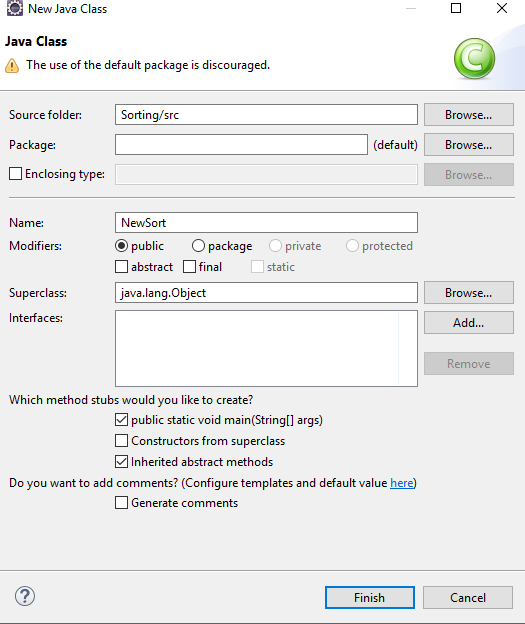 New Java Class
Java Class
The use of the default package is discouraged.
Source folder: Sorting/src Browse...
Package: (default) Browse...
Enclosing type: Browse...
Name: NewSort
Modifiers: public package private protected
abstract final static
Superclass: java.lang.Object Browse...
Interfaces: Add...
Remove
Which method stubs would you like to create?
public static void main(String[] args)
Constructors from superclass
Inherited abstract methods
Do you want to add comments? (Configure templates and default value here)
Generate comments
? Finish Cancel